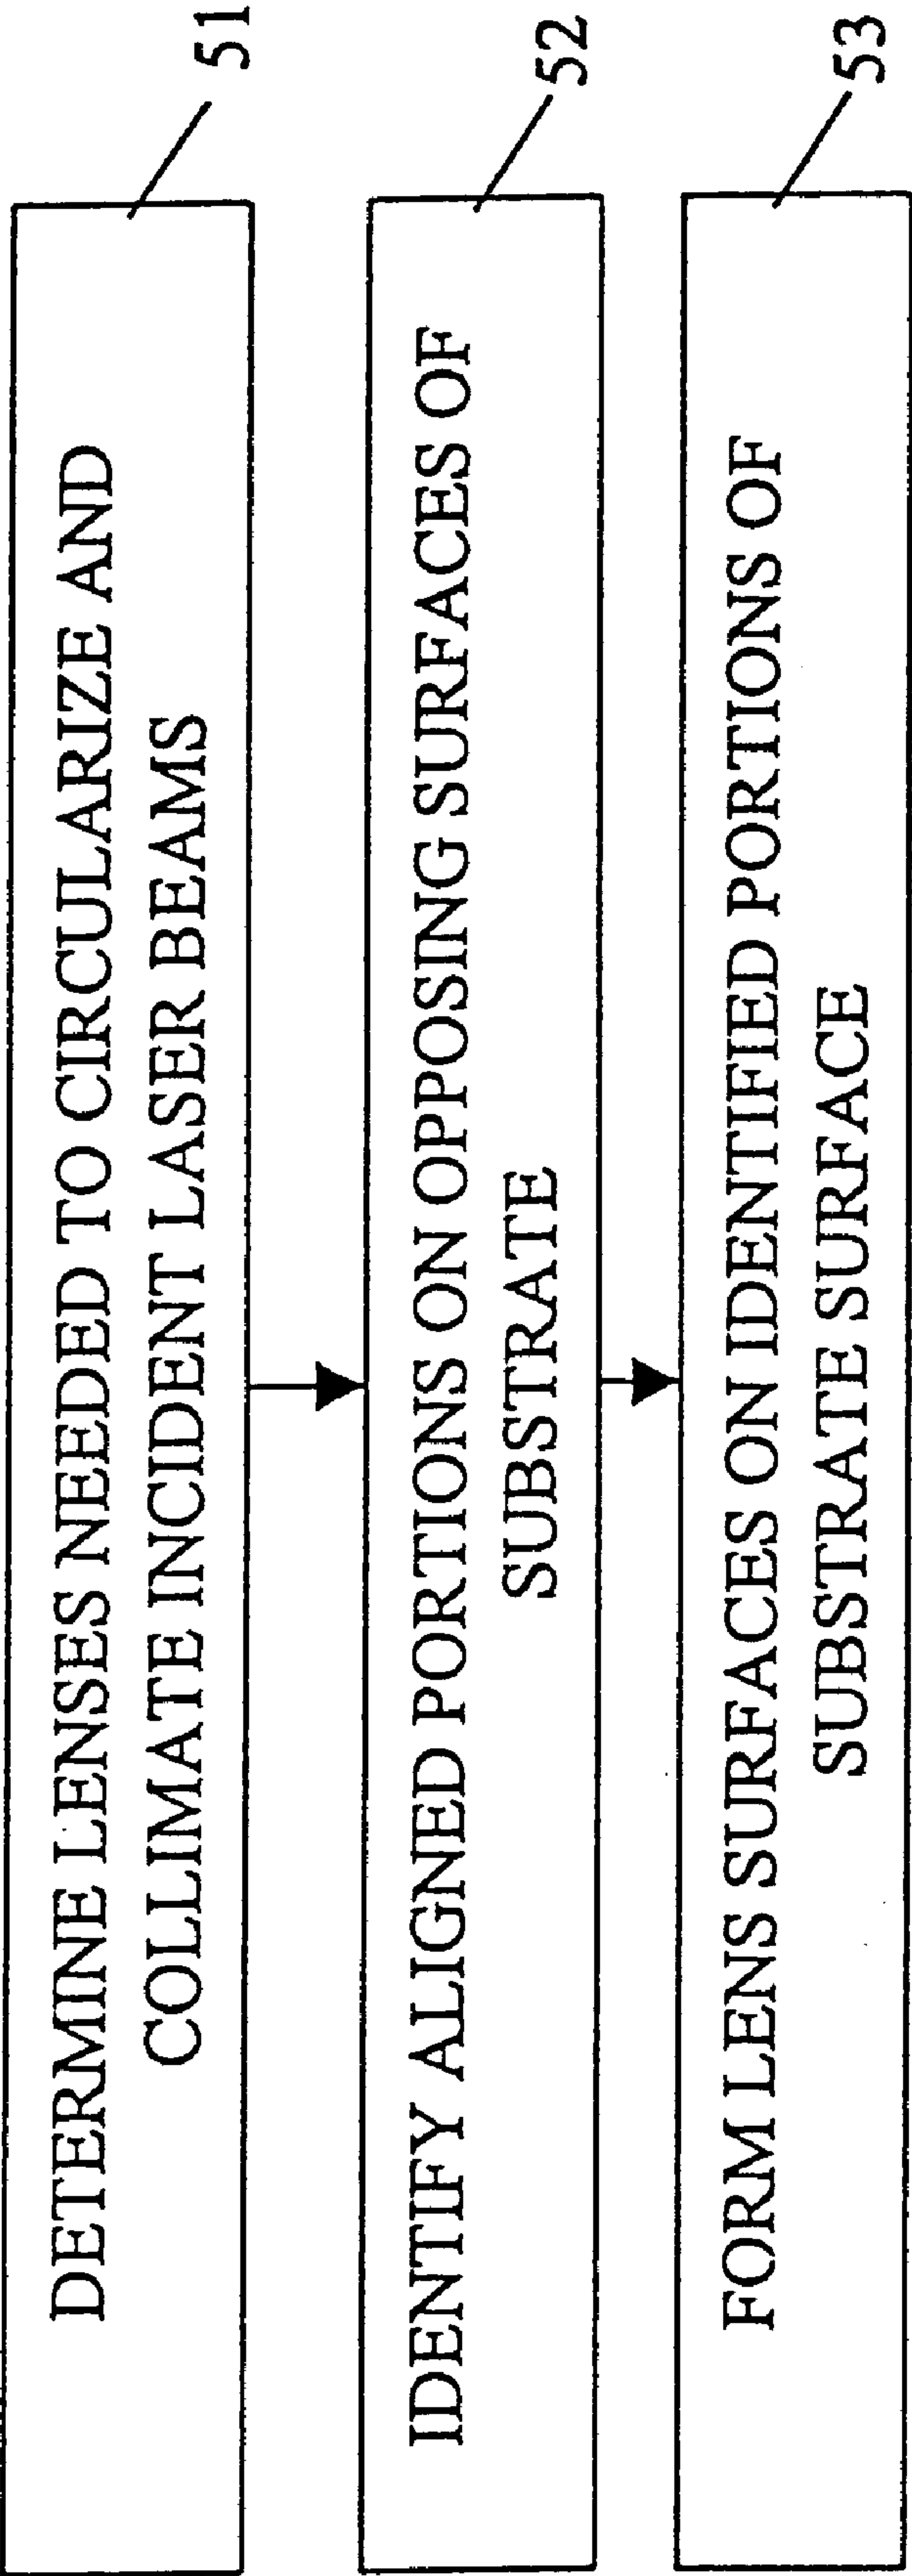 DETERMINE LENSES NEEDED TO CIRCULARIZE AND
COLLIMATE INCIDENT LASER BEAMS
51
IDENTIFY ALIGNED PORTIONS ON OPPOSING SURFACES OF
SUBSTRATE
52
FORM LENS SURFACES ON IDENTIFIED PORTIONS OF
SUBSTRATE SURFACE
53